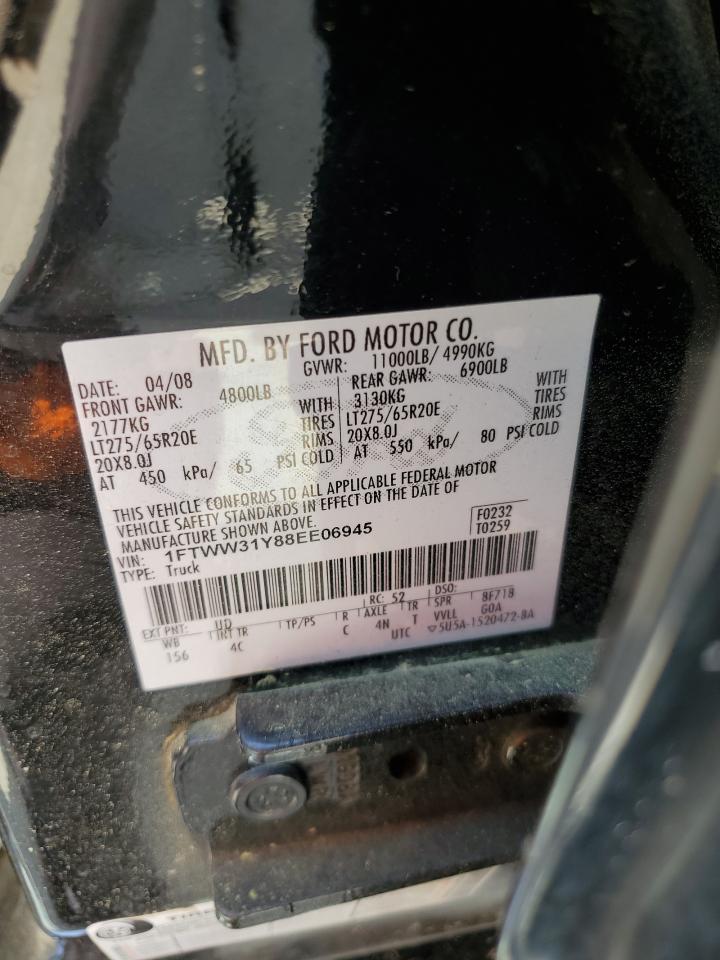 MFD. BY FORD MOTOR CO.
DATE: 04/08 GVWR: 11000LB/ 4990KG
FRONT GAWR: 4800LB REAR GAWR: 6900LB
2177KG WITH 3130KG WITH
LT275/65R20E TIRES LT275/65R20E TIRES
20X8.0J RIMS 20X8.0J RIMS
AT 450 kPa/ 65 PSI COLD AT 550 kPa/ 80 PSI COLD
THIS VEHICLE CONFORMS TO ALL APPLICABLE FEDERAL MOTOR
VEHICLE SAFETY STANDARDS IN EFFECT ON THE DATE OF
MANUFACTURE SHOWN ABOVE.
VIN: 1FTWW31Y88EE06945 F0232
TYPE: Truck T0259
EXT PNT: UD RC: 52 DSO: 8F718
WB INT TR TP/PS R AXLE TR SPR G0A
156 4C C 4N T VVLL
UTC ▽5U5A-1520472-8A